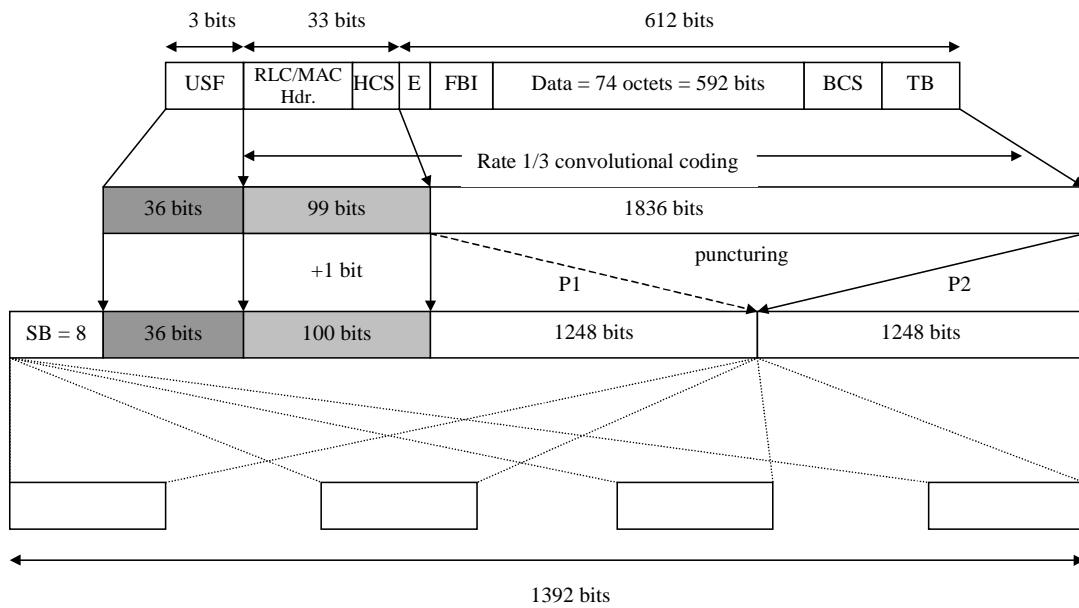 3 bits 33 bits 612 bits
USF RLC/MAC Hdr. HCS E FBI Data = 74 octets = 592 bits BCS TB
Rate 1/3 convolutional coding
36 bits 99 bits 1836 bits
puncturing
+1 bit P1 P2
SB = 8 36 bits 100 bits 1248 bits 1248 bits
1392 bits